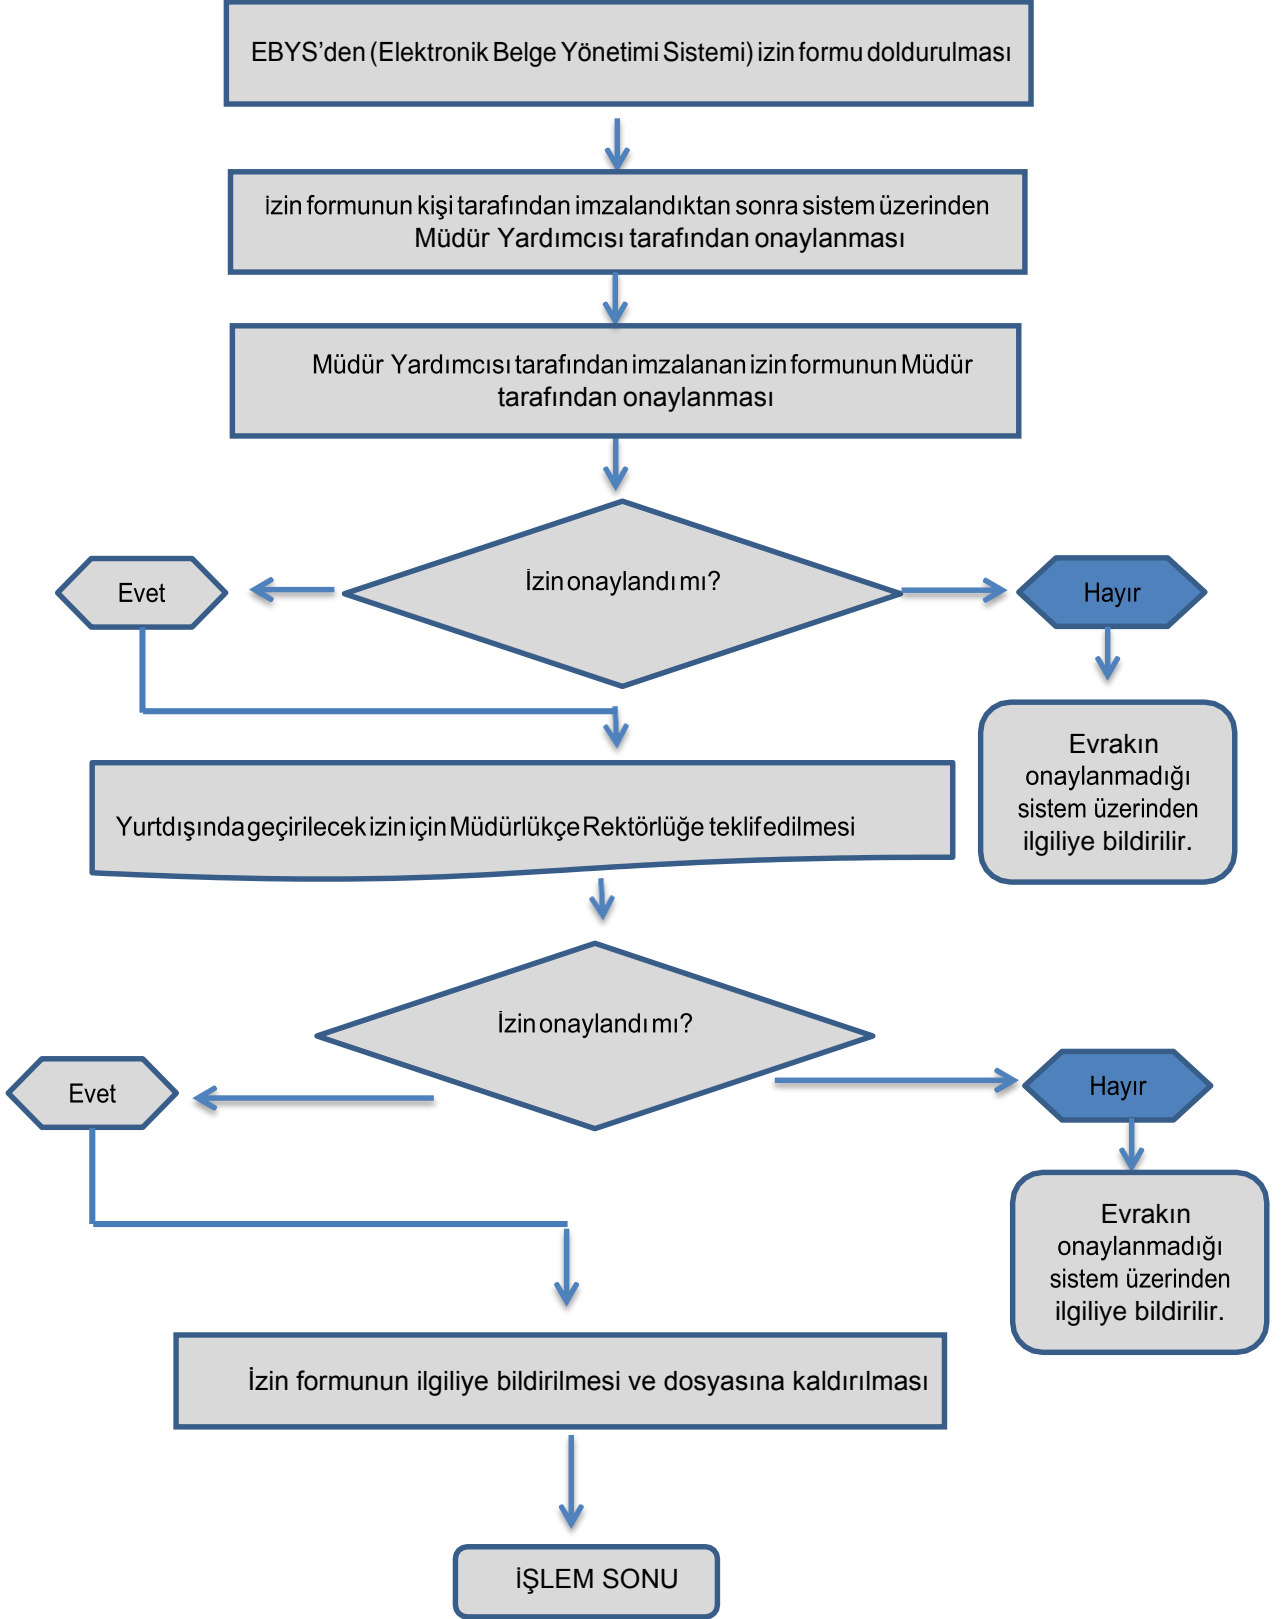 EBYS’den (Elektronik Belge Yönetimi Sistemi) izin formu doldurulması
İzin formunun kişi tarafından imzalandıktan sonra sistem üzerinden
Müdür Yardımcısı tarafından onaylanması
Müdür Yardımcısı tarafından imzalanan izin formunun Müdür
tarafından onaylanması
İzin onaylandı mı?
Evet
Hayır
Evrakın
onaylanmadığı
sistem üzerinden
ilgiliye bildirilir.
Yurtdışında geçirilecek izin için Müdürlükçe Rektörlüğe teklif edilmesi
İzin onaylandı mı?
Evet
Hayır
Evrakın
onaylanmadığı
sistem üzerinden
ilgiliye bildirilir.
İzin formunun ilgiliye bildirilmesi ve dosyasına kaldırılması
İŞLEM SONU